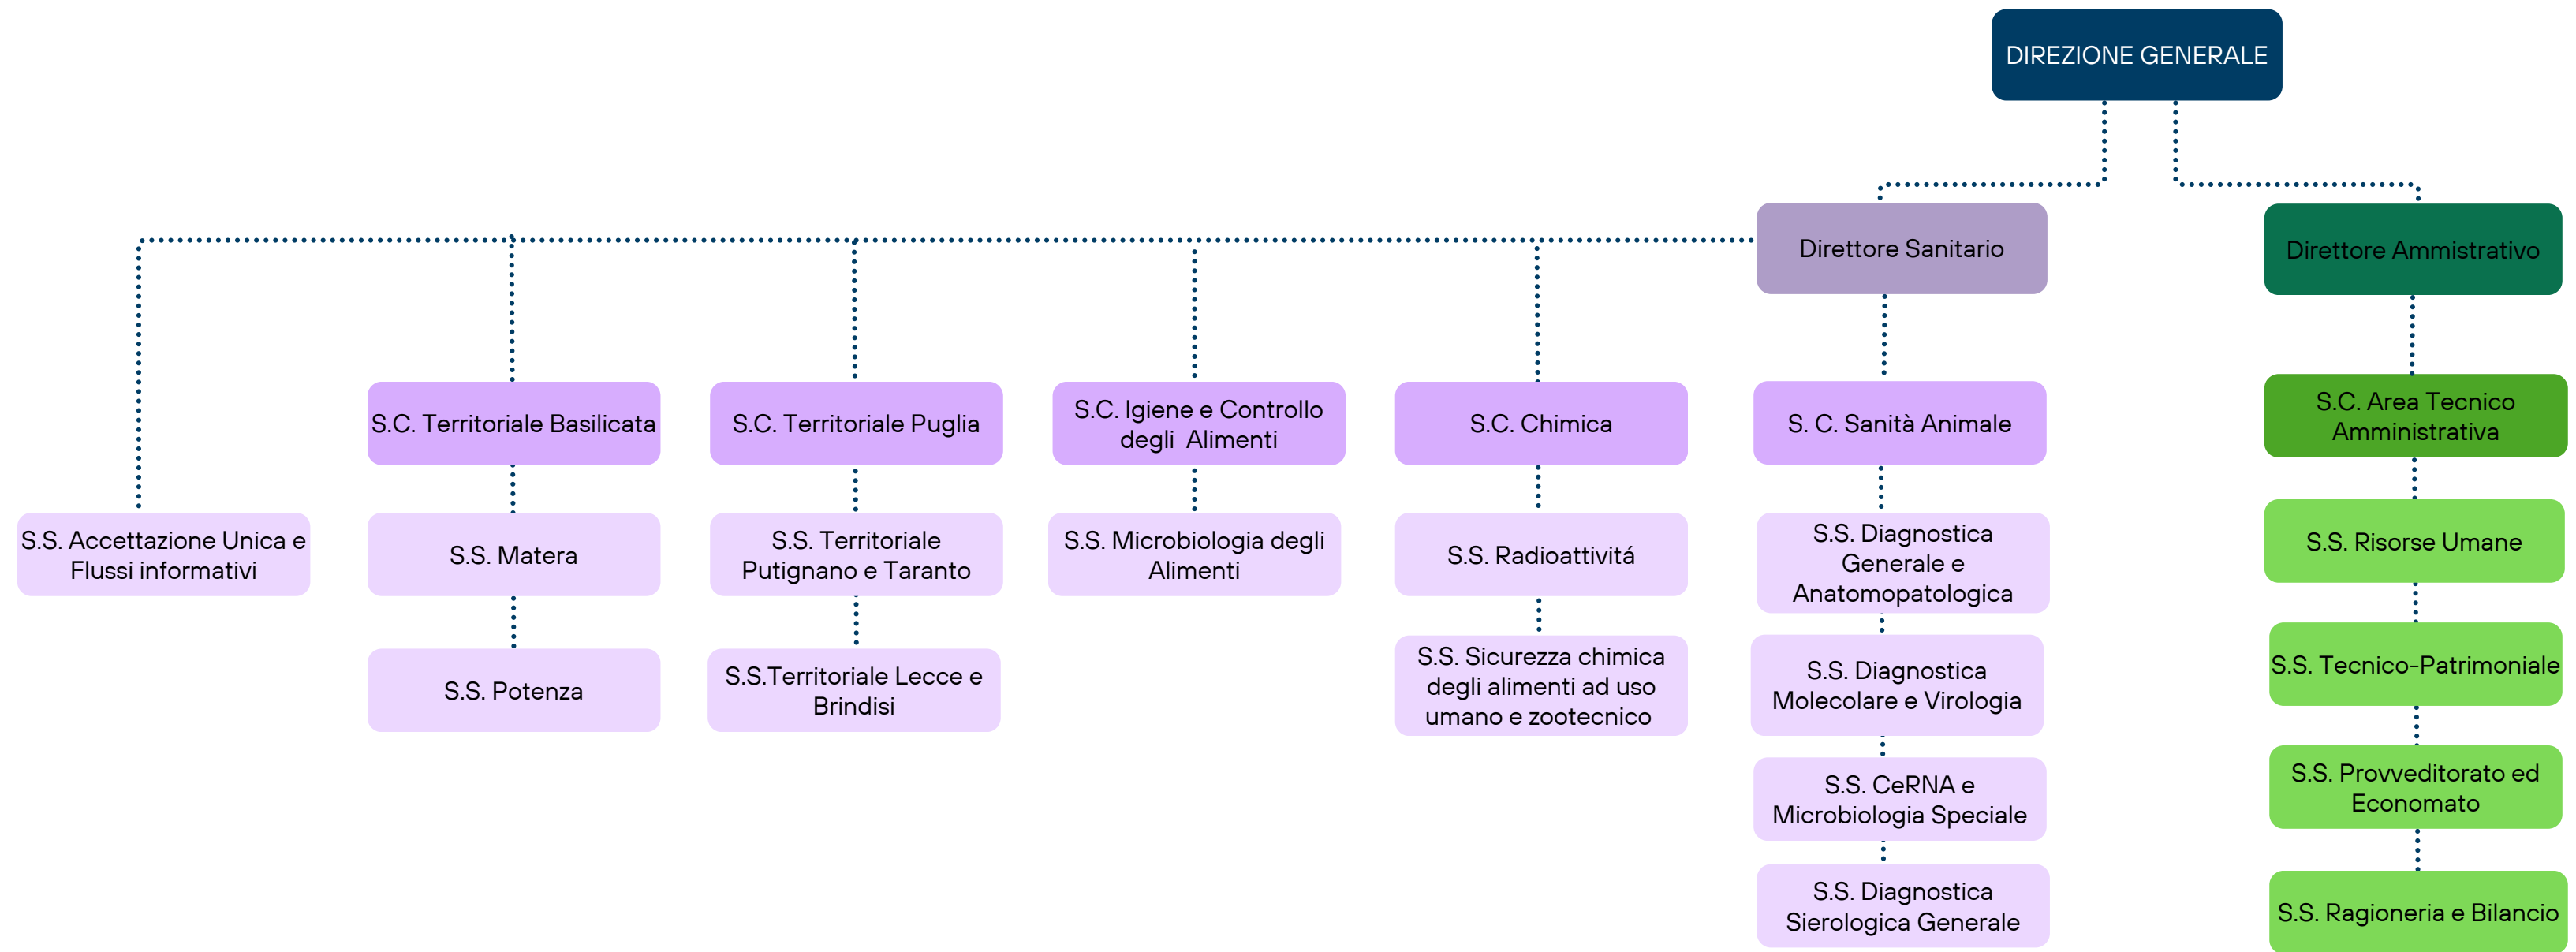 DIREZIONE GENERALE
Direttore Sanitario
Direttore Ammistrativo
S.C. Territoriale Basilicata
S.C. Territoriale Puglia
S.C. Igiene e Controllo
degli Alimenti
S.C. Chimica
S. C. Sanità Animale
S.C. Area Tecnico
Amministrativa
S.S. Accettazione Unica e
Flussi informativi
S.S. Matera
S.S. Territoriale
Putignano e Taranto
S.S. Microbiologia degli
Alimenti
S.S. Radioattivitá
S.S. Diagnostica
Generale e
Anatomopatologica
S.S. Risorse Umane
S.S. Potenza
S.S.Territoriale Lecce e
Brindisi
S.S. Sicurezza chimica
degli alimenti ad uso
umano e zootecnico
S.S. Diagnostica
Molecolare e Virologia
S.S. Tecnico-Patrimoniale
S.S. CeRNA e
Microbiologia Speciale
S.S. Provveditorato ed
Economato
S.S. Diagnostica
Sierologica Generale
S.S. Ragioneria e Bilancio